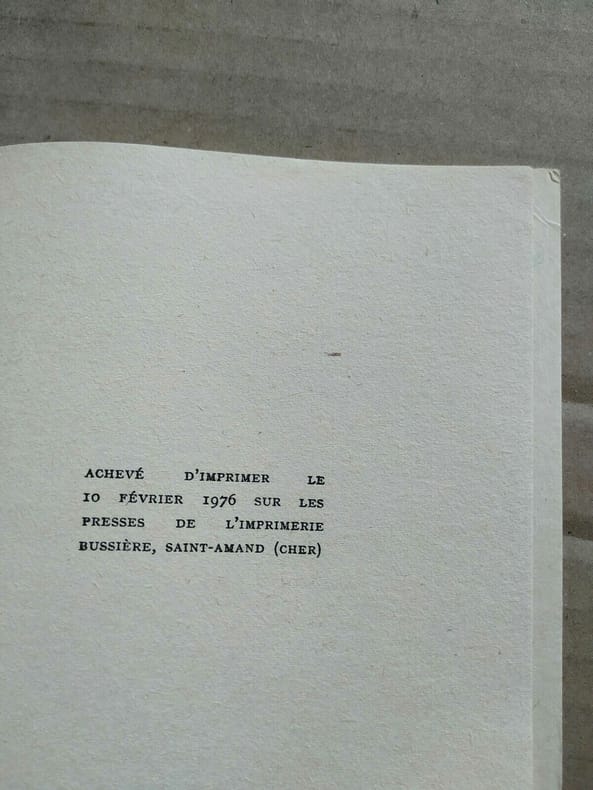 ACHEVÉ D'IMPRIMER LE
10 FÉVRIER 1976 SUR LES
PRESSES DE L'IMPRIMERIE
BUSSIÈRE, SAINT-AMAND (CHER)